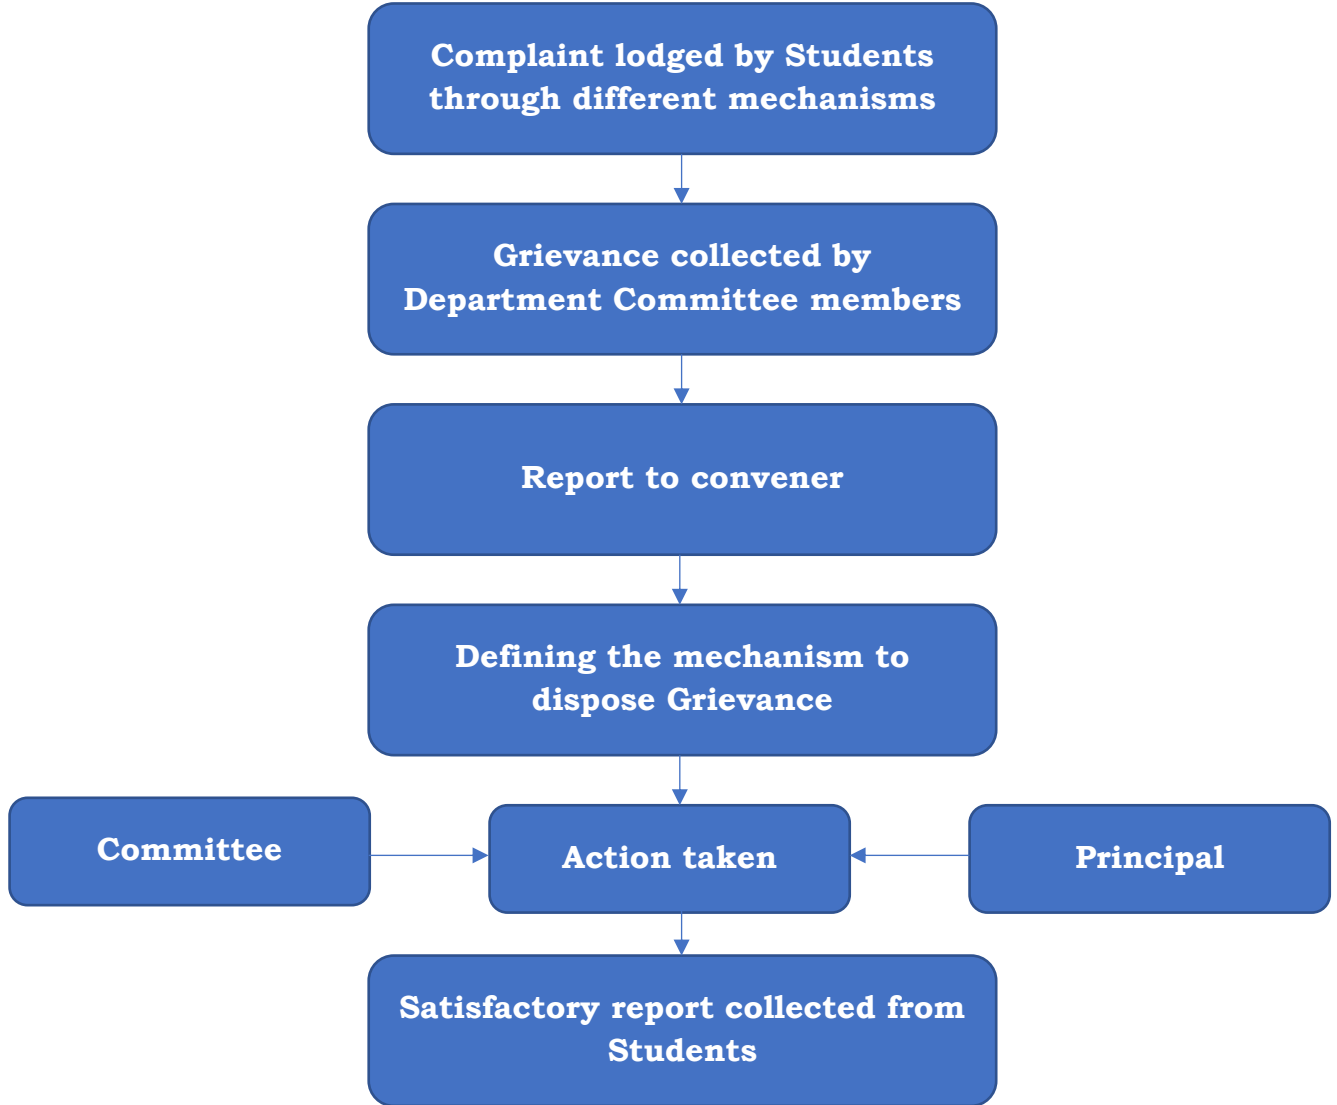 Complaint lodged by Students
through different mechanisms
Grievance collected by
Department Committee members
Report to convener
Defining the mechanism to
dispose Grievance
Committee
Action taken
Principal
Satisfactory report collected from
Students